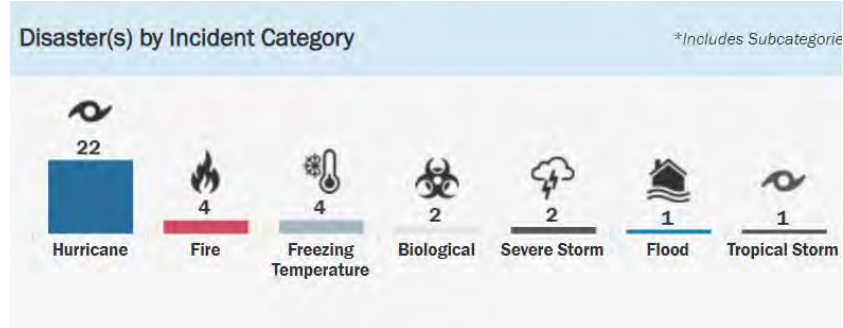 Disaster(s) by Incident Category
*Includes Subcategorie
22
4
4
2
2
1
1
Hurricane
Fire
Freezing
Temperature
Biological
Severe Storm
Flood
Tropical Storm